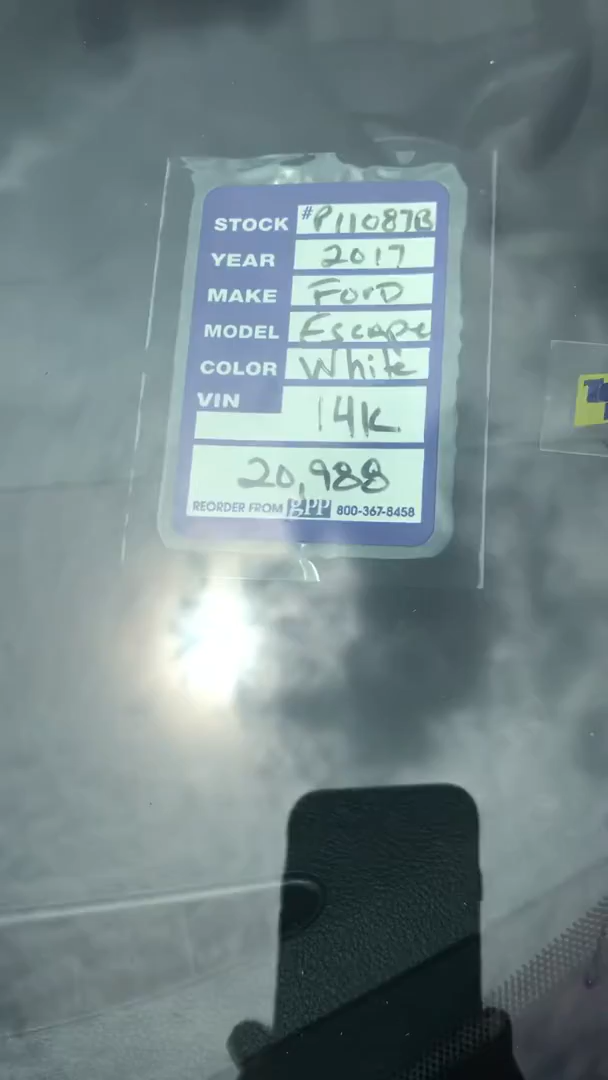 STOCK #P11087B
YEAR 2017
MAKE Ford
MODEL Escape
COLOR White
VIN 14K
20,988
REORDER FROM gpp 800-367-8458